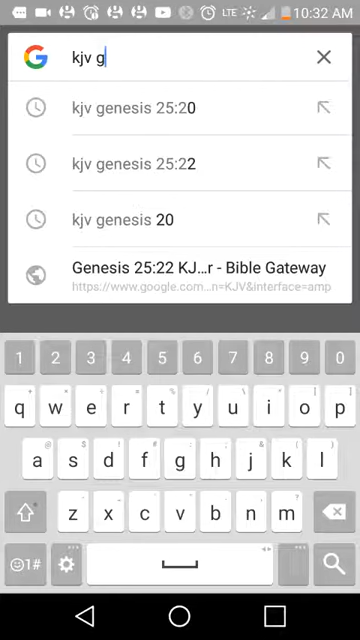 LTE 10:32 AM
kjv g
kjv genesis 25:20
kjv genesis 25:22
kjv genesis 20
Genesis 25:22 KJ...r - Bible Gateway
https://www.google.com...n=KJV&interface=amp
1 2 3 4 5 6 7 8 9 0
q w e r t y u i o p
a s d f g h j k l
z x c v b n m
1#